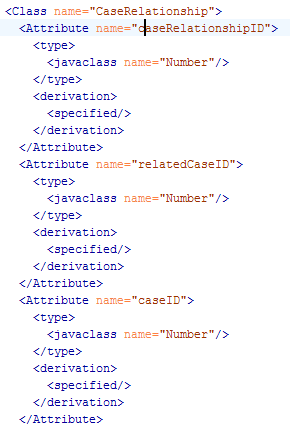 <Class name="CaseRelationship">
<Attribute name="caseRelationshipID">
<type>
<javaclass name="Number"/>
</type>
<derivation>
<specified/>
</derivation>
</Attribute>
<Attribute name="relatedCaseID">
<type>
<javaclass name="Number"/>
</type>
<derivation>
<specified/>
</derivation>
</Attribute>
<Attribute name="caseID">
<type>
<javaclass name="Number"/>
</type>
<derivation>
<specified/>
</derivation>
</Attribute>